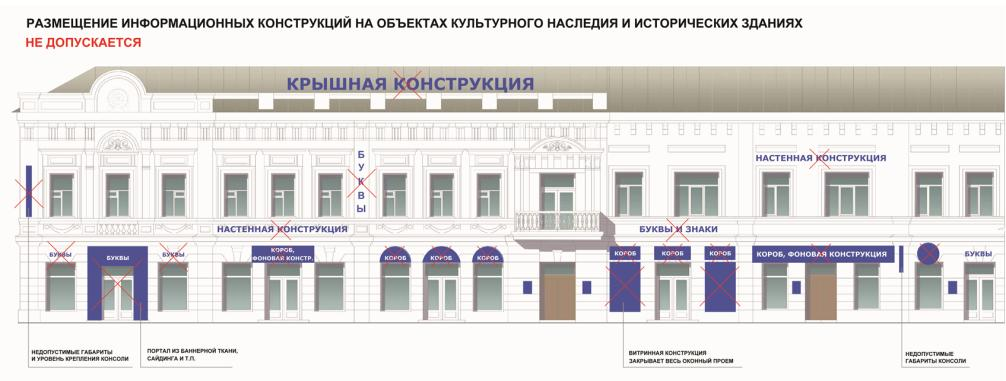 РАЗМЕЩЕНИЕ ИНФОРМАЦИОННЫХ КОНСТРУКЦИЙ НА ОБЪЕКТАХ КУЛЬТУРНОГО НАСЛЕДИЯ И ИСТОРИЧЕСКИХ ЗДАНИЯХ
НЕ ДОПУСКАЕТСЯ
КРЫШНАЯ КОНСТРУКЦИЯ
БУКВЫ
НАСТЕННАЯ КОНСТРУКЦИЯ
НАСТЕННАЯ КОНСТРУКЦИЯ
БУКВЫ И ЗНАКИ
БУКВЫ
БУКВЫ
БУКВЫ
КОРОБ,
ФОНОВАЯ КОНСТР.
КОРОБ
КОРОБ
КОРОБ
КОРОБ
КОРОБ
КОРОБ
КОРОБ, ФОНОВАЯ КОНСТРУКЦИЯ
БУКВЫ
НЕДОПУСТИМЫЕ ГАБАРИТЫ
И УРОВЕНЬ КРЕПЛЕНИЯ КОНСОЛИ
ПОРТАЛ ИЗ БАННЕРНОЙ ТКАНИ,
САЙДИНГА И Т.П.
ВИТРИННАЯ КОНСТРУКЦИЯ
ЗАКРЫВАЕТ ВЕСЬ ОКОННЫЙ ПРОЕМ
НЕДОПУСТИМЫЕ
ГАБАРИТЫ КОНСОЛИ